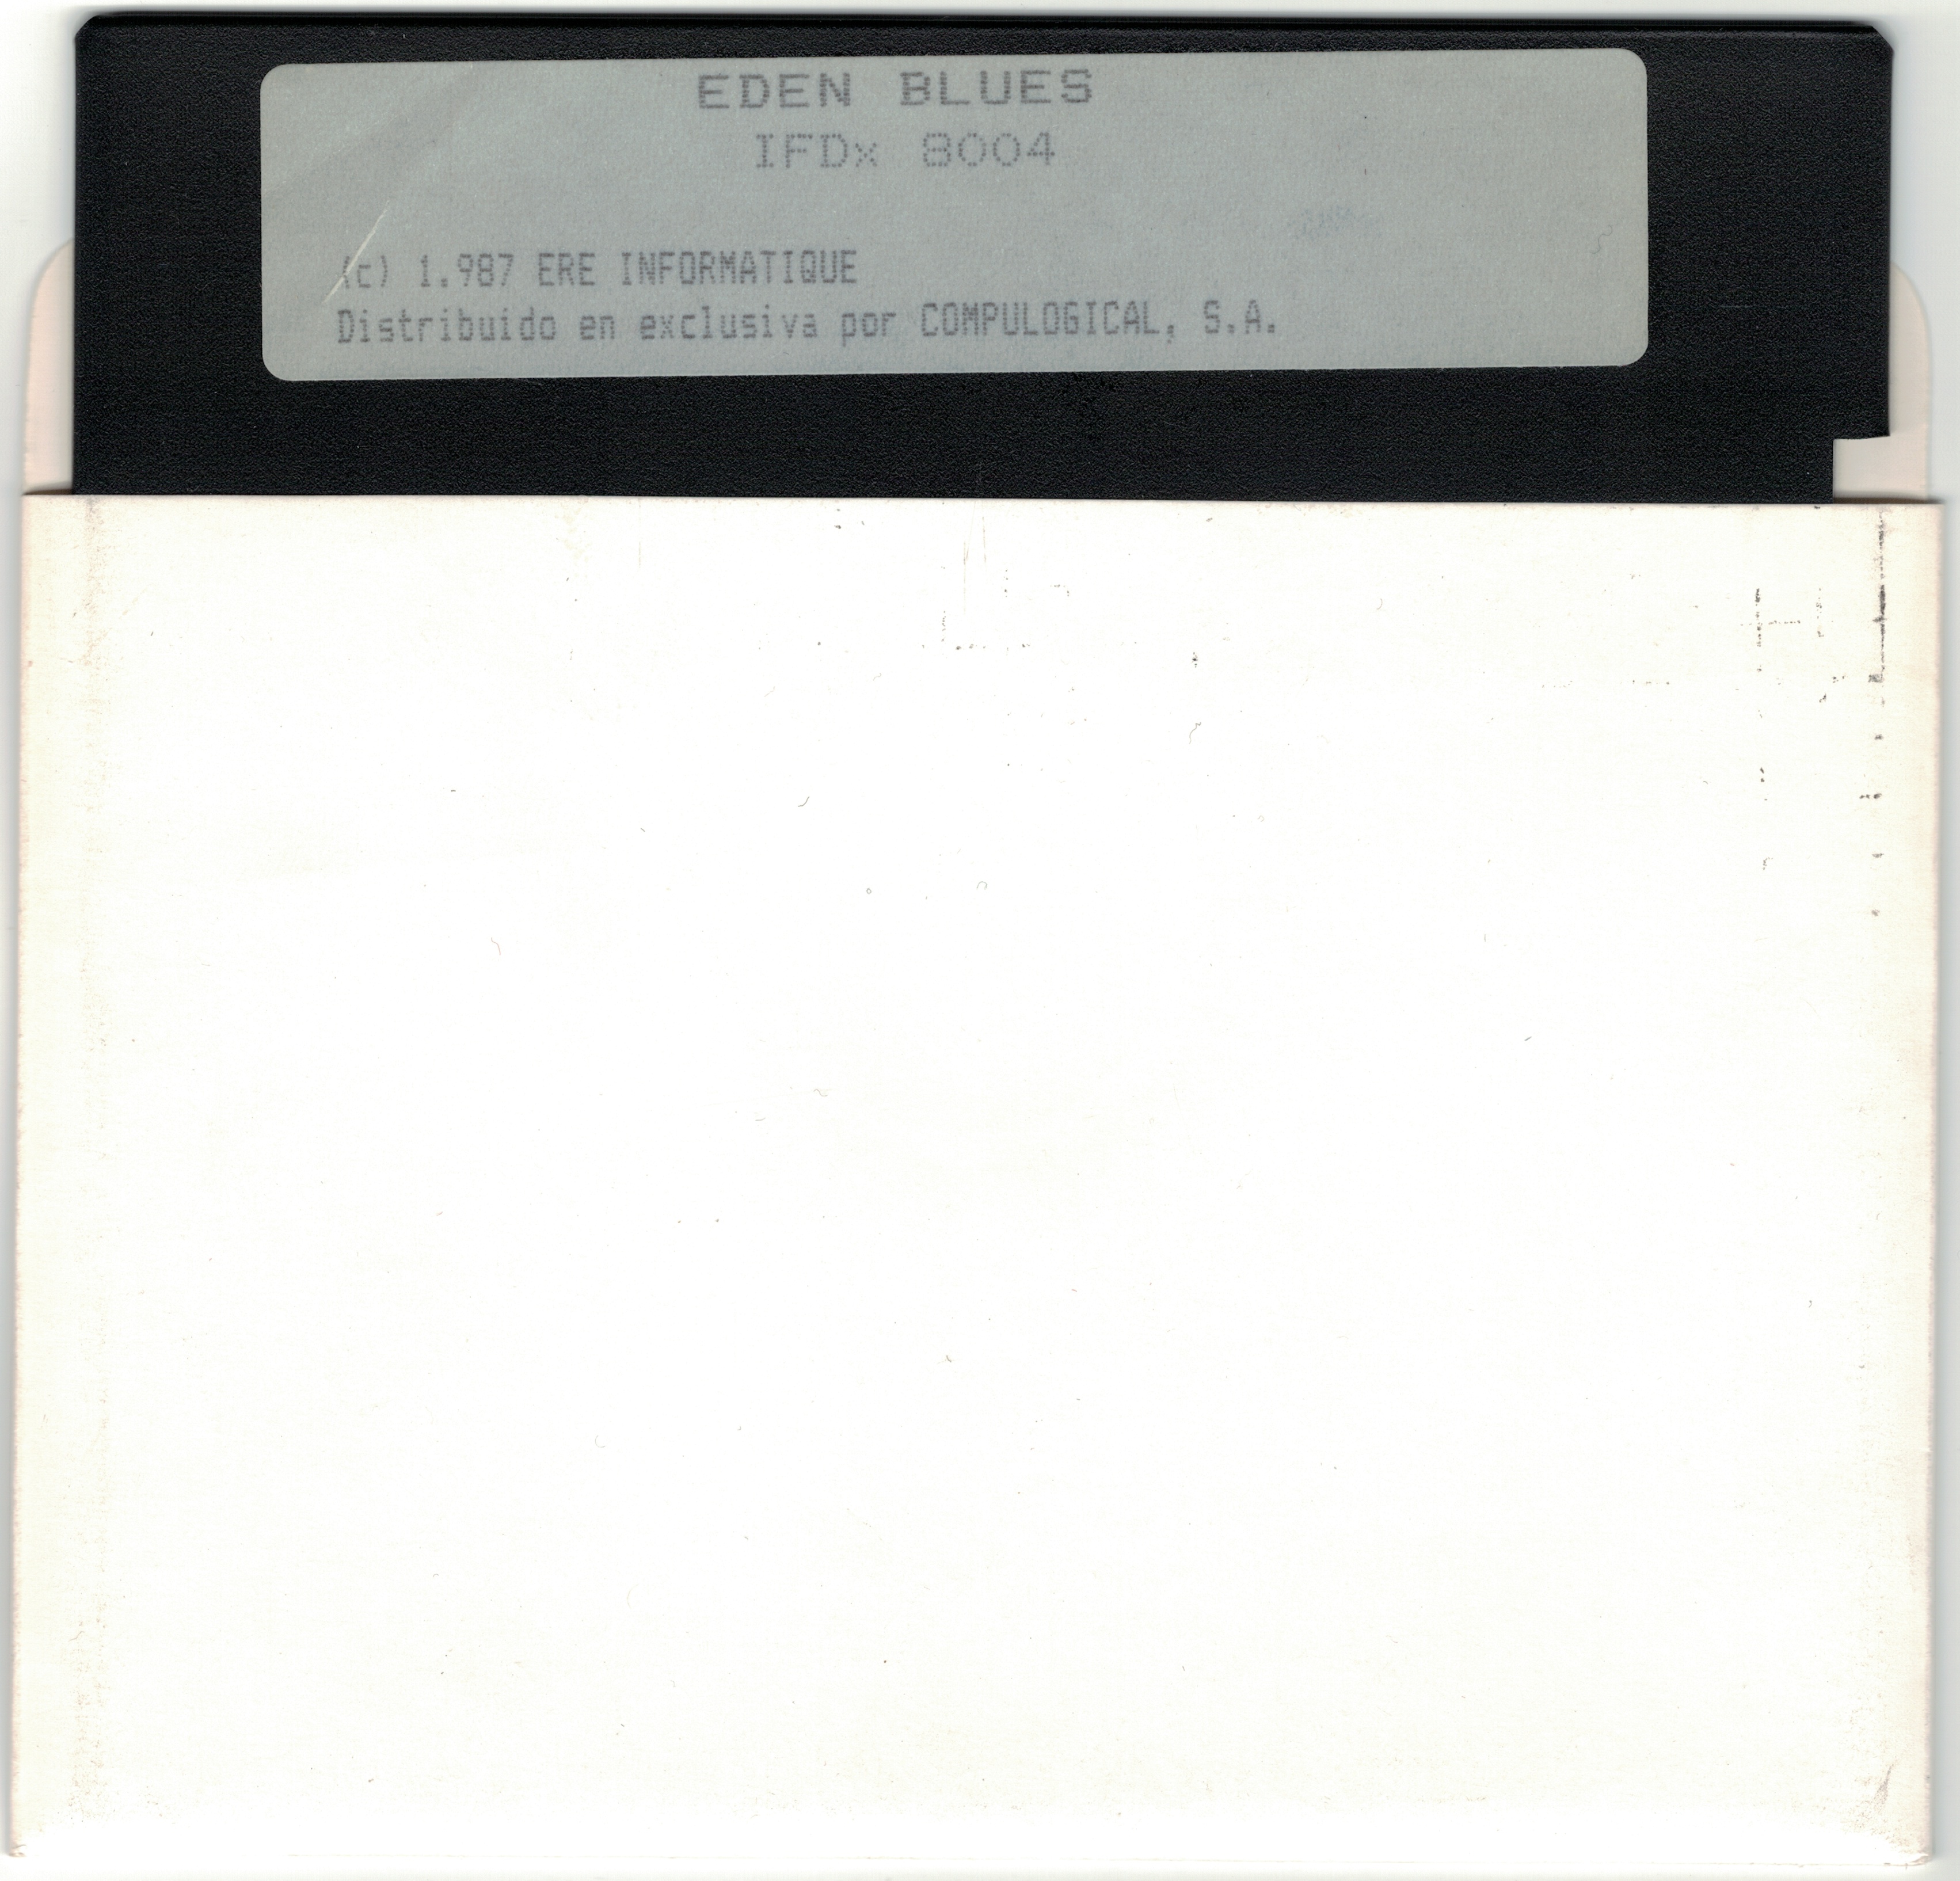 EDEN BLUES
IFDx 8004
(c) 1.987 ERE INFORMATIQUE
Distribuido en exclusiva por COMPULOGICAL, S.A.